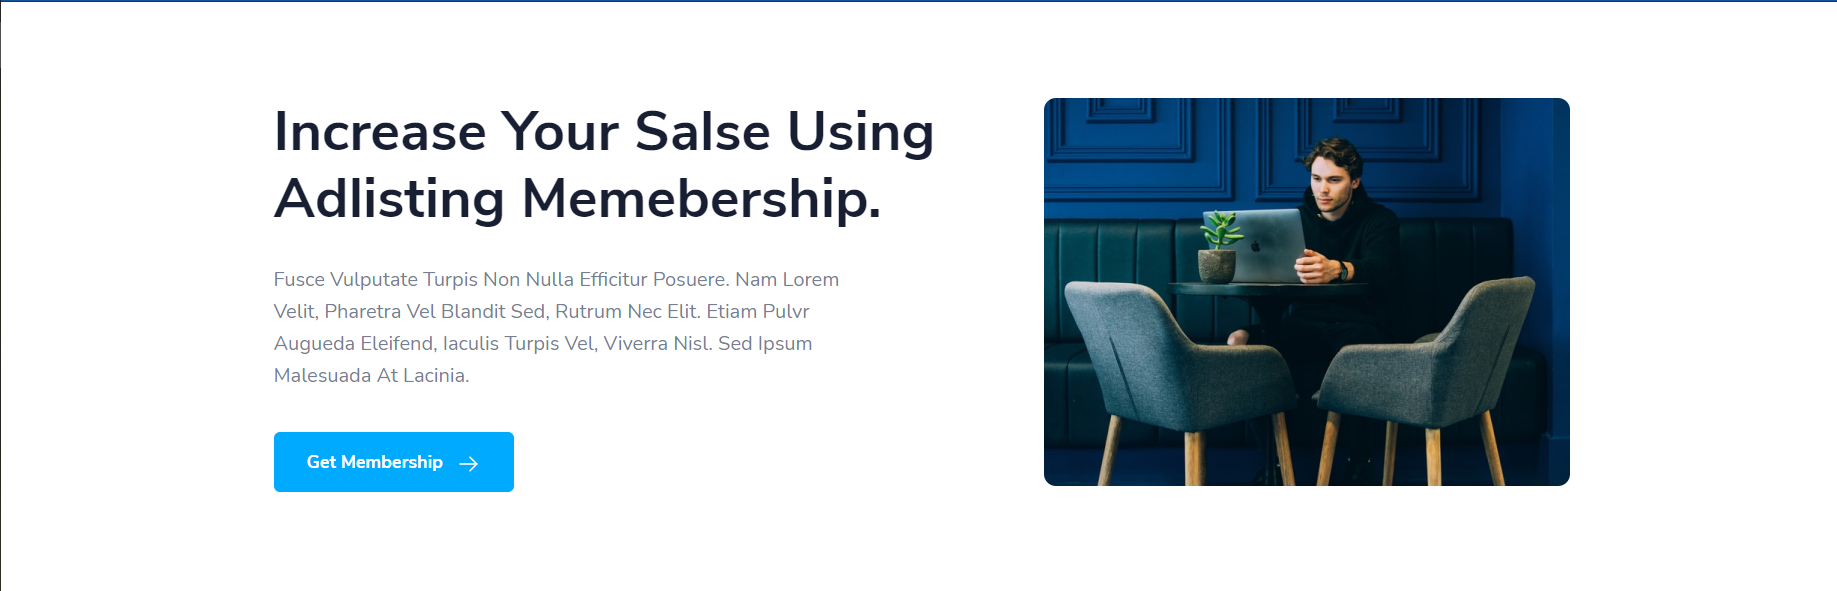 Increase Your Salse Using
Adlisting Memebership.
Fusce Vulputate Turpis Non Nulla Efficitur Posuere. Nam Lorem
Velit, Pharetra Vel Blandit Sed, Rutrum Nec Elit. Etiam Pulvr
Augueda Eleifend, Iaculis Turpis Vel, Viverra Nisl. Sed Ipsum
Malesuada At Lacinia.
Get Membership